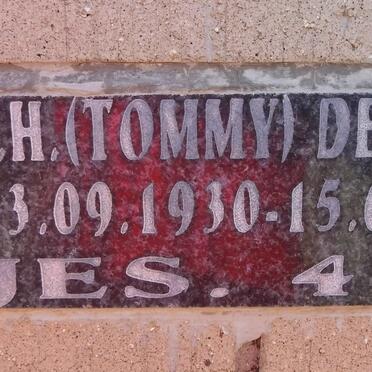 .H. (TOMMY) DE
3.09.1930-15.
JES. 4